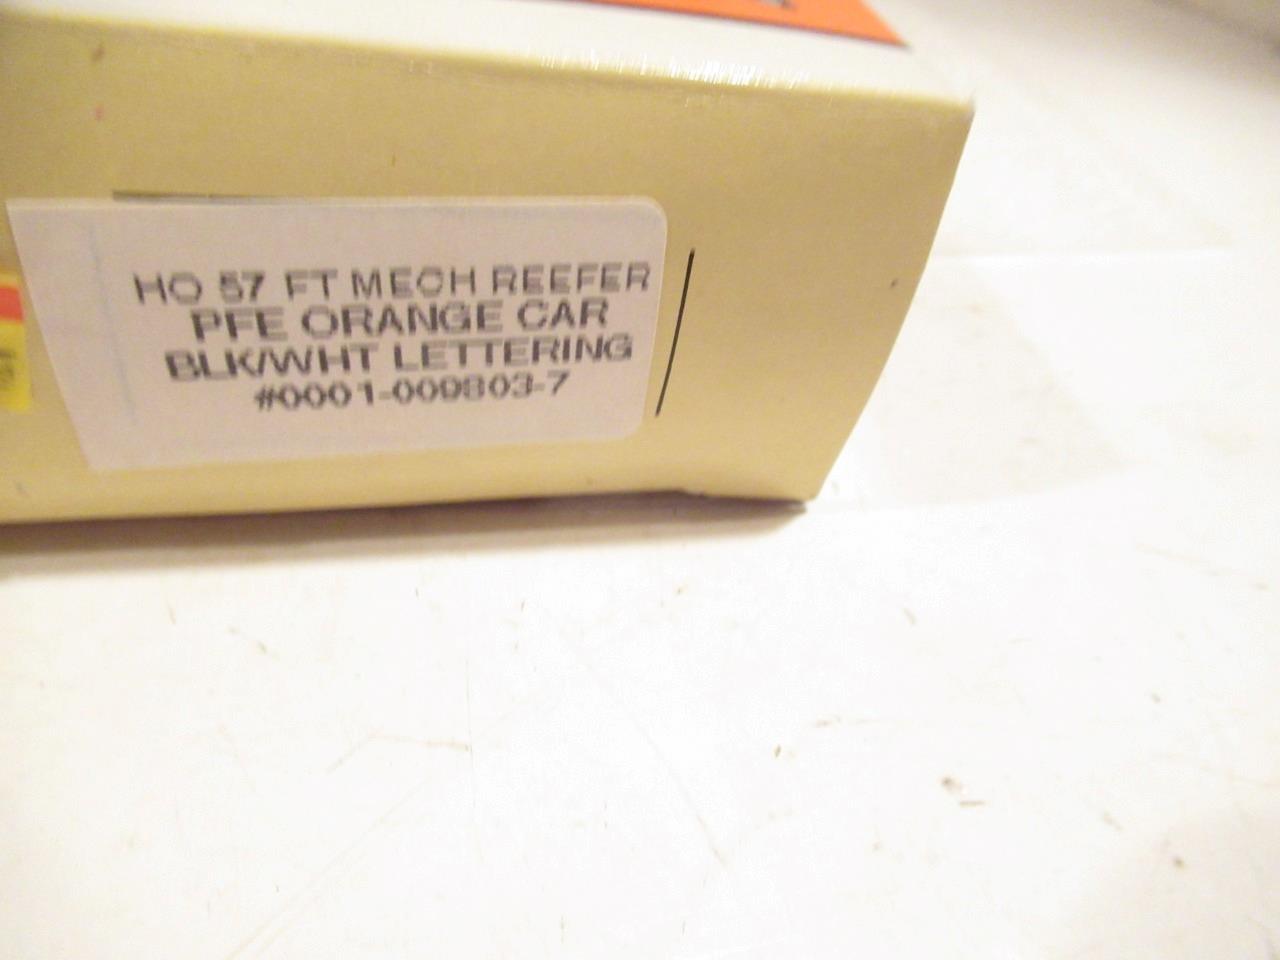 HO 57 FT MECH REEFER
PFE ORANGE CAR
BLK/WHT LETTERING
#0001-009803-7